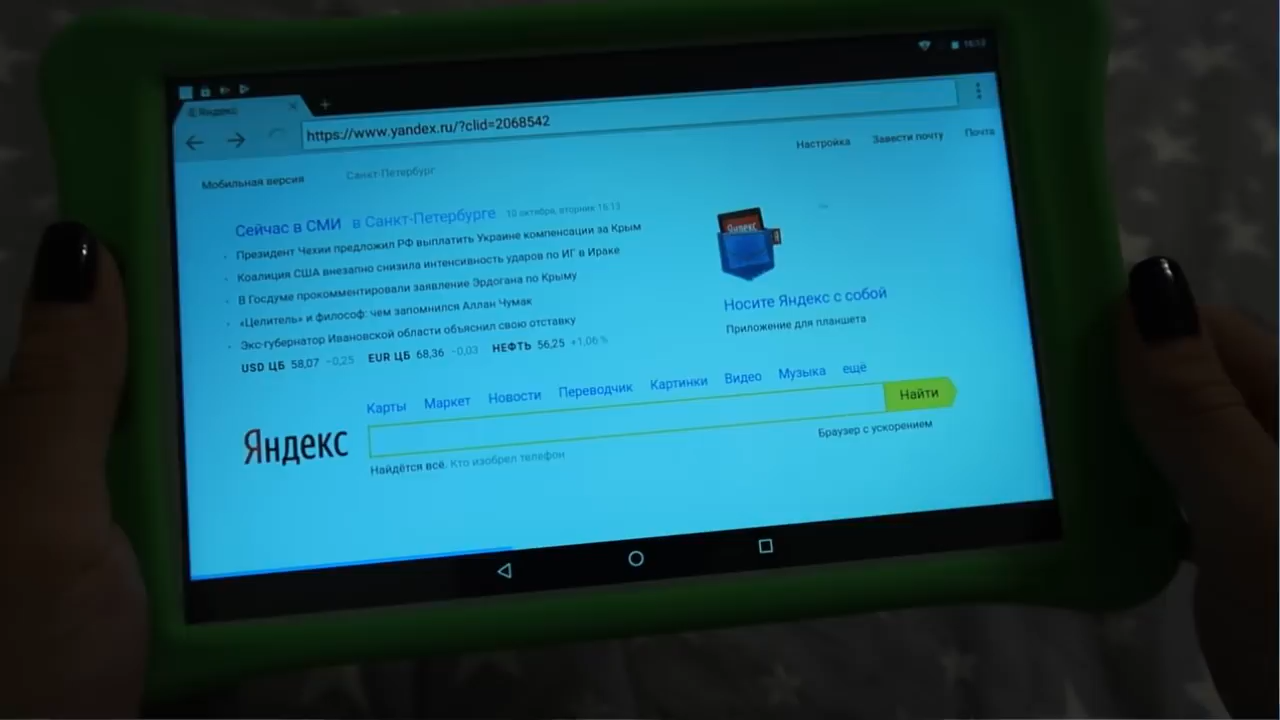 16:13
Яндекс
https://www.yandex.ru/?clid=2068542
Мобильная версия Санкт-Петербург Настройка Завести почту Почта
Сейчас в СМИ в Санкт-Петербурге 10 октября, вторник 16:13
Президент Чехии предложил РФ выплатить Украине компенсации за Крым
Коалиция США внезапно снизила интенсивность ударов по ИГ в Ираке
В Госдуме прокомментировали заявление Эрдогана по Крыму
«Целитель» и философ: чем запомнился Аллан Чумак
Экс-губернатор Ивановской области объяснил свою отставку
USD ЦБ 58,07 −0,25 EUR ЦБ 68,36 −0,03 НЕФТЬ 56,25 +1,06 %
Яндекс
Носите Яндекс с собой
Приложение для планшета
Карты Маркет Новости Переводчик Картинки Видео Музыка ещё
Яндекс
Найти
Найдётся всё. Кто изобрел телефон
Браузер с ускорением